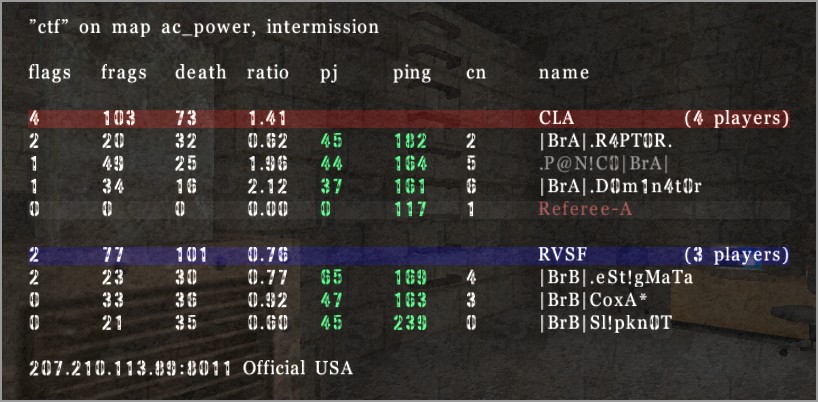 "ctf" on map ac_power, intermission
flags frags death ratio pj ping cn name
4 103 73 1.41 CLA (4 players)
2 20 32 0.62 45 182 2 |BrA|.R4PT0R.
1 49 25 1.96 44 164 5 .P@N!C0|BrA|
1 34 16 2.12 37 161 6 |BrA|.D0m1n4t0r
0 0 0 0.00 0 117 1 Referee-A
2 77 101 0.76 RVSF (3 players)
2 23 30 0.77 65 169 4 |BrB|.eSt!gMaTa
0 33 36 0.92 47 163 3 |BrB|CoxA*
0 21 35 0.60 45 239 0 |BrB|Sl!pkn0T
207.210.113.89:8011 Official USA